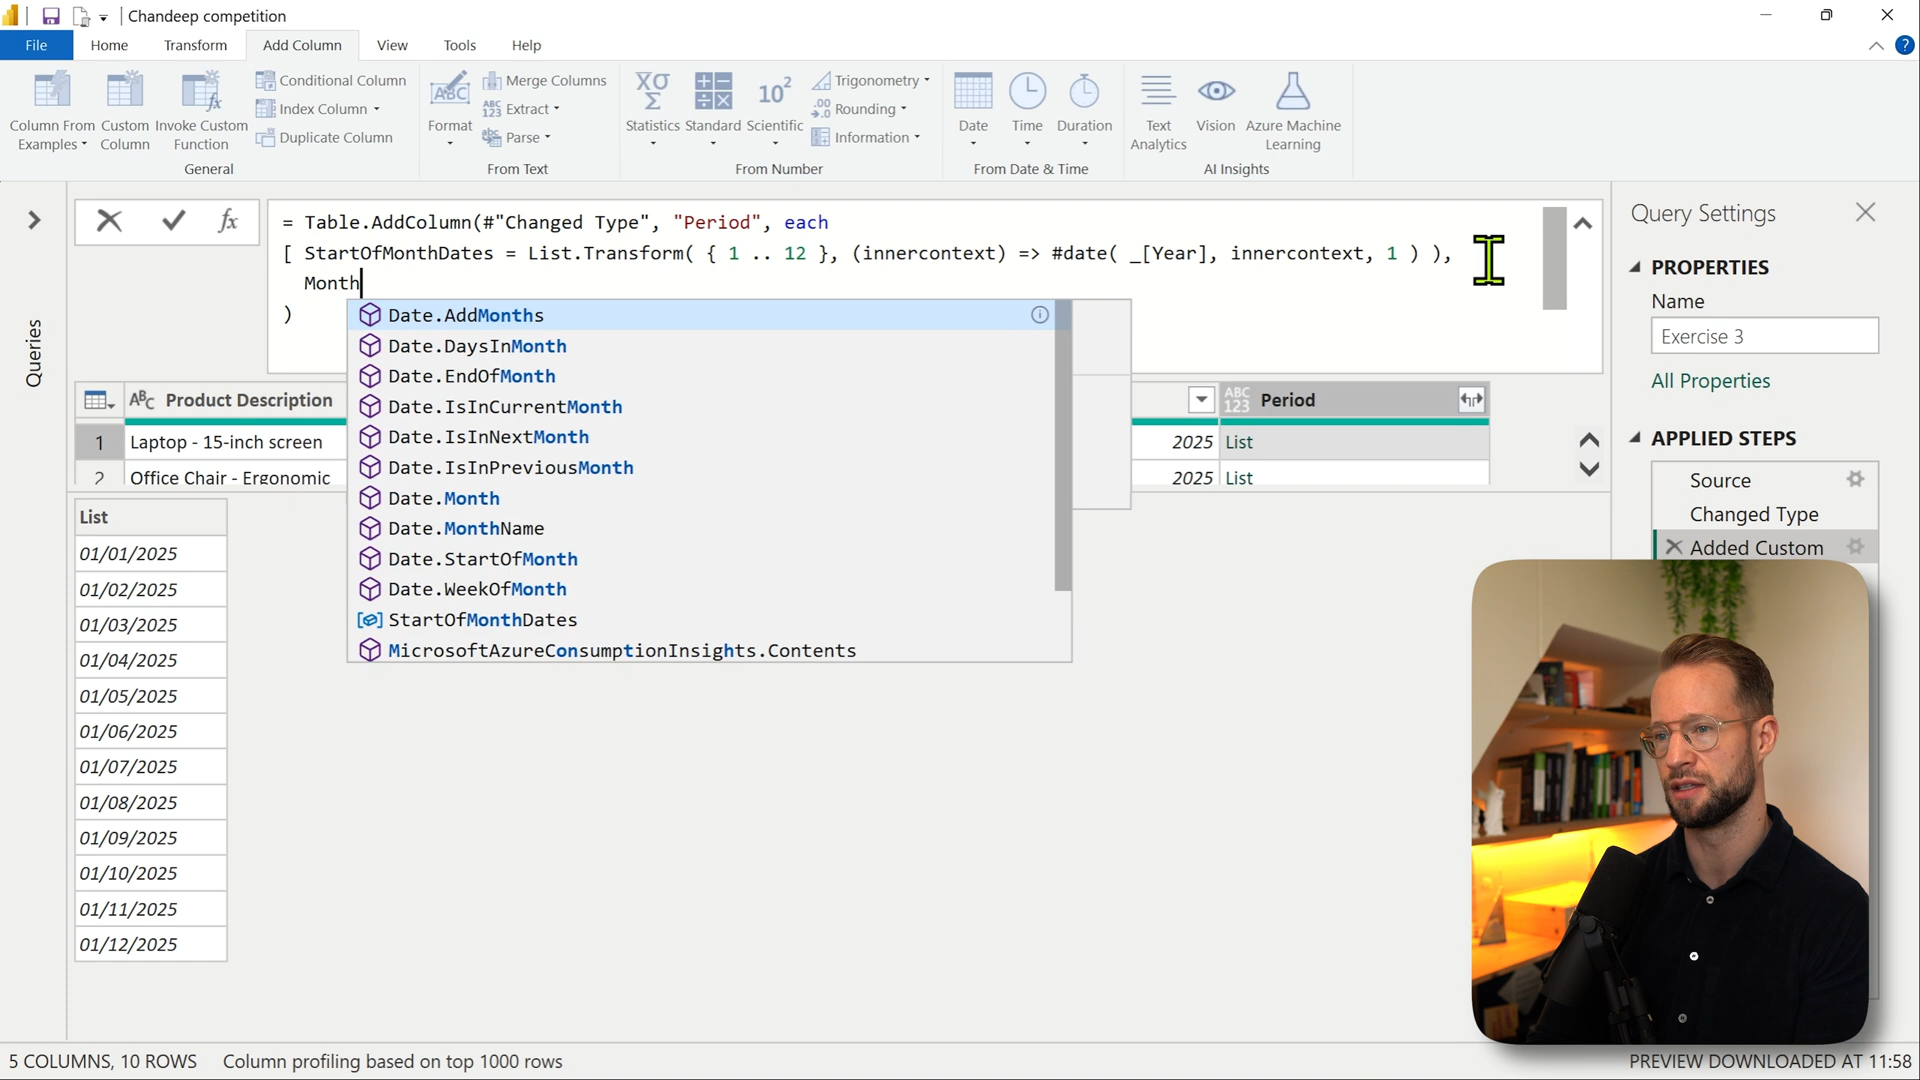 Chandeep competition
File
Home
Transform
Add Column
View
Tools
Help
Column From Examples
Custom Column
Invoke Custom Function
Conditional Column
Index Column
Duplicate Column
General
Format
Merge Columns
Extract
Parse
From Text
Statistics
Standard
Scientific
Trigonometry
Rounding
Information
From Number
Date
Time
Duration
From Date & Time
Text Analytics
Vision
Azure Machine Learning
AI Insights
= Table.AddColumn(#"Changed Type", "Period", each
[ StartOfMonthDates = List.Transform( { 1 .. 12 }, (innercontext) => #date( _[Year], innercontext, 1 ) ),
Month
)
Date.AddMonths
Date.DaysInMonth
Date.EndOfMonth
Date.IsInCurrentMonth
Date.IsInNextMonth
Date.IsInPreviousMonth
Date.Month
Date.MonthName
Date.StartOfMonth
Date.WeekOfMonth
StartOfMonthDates
MicrosoftAzureConsumptionInsights.Contents
Queries
Product Description
Period
1 Laptop - 15-inch screen 2025 List
2 Office Chair - Ergonomic 2025 List
List
01/01/2025
01/02/2025
01/03/2025
01/04/2025
01/05/2025
01/06/2025
01/07/2025
01/08/2025
01/09/2025
01/10/2025
01/11/2025
01/12/2025
Query Settings
PROPERTIES
Name
Exercise 3
All Properties
APPLIED STEPS
Source
Changed Type
Added Custom
5 COLUMNS, 10 ROWS
Column profiling based on top 1000 rows
PREVIEW DOWNLOADED AT 11:58